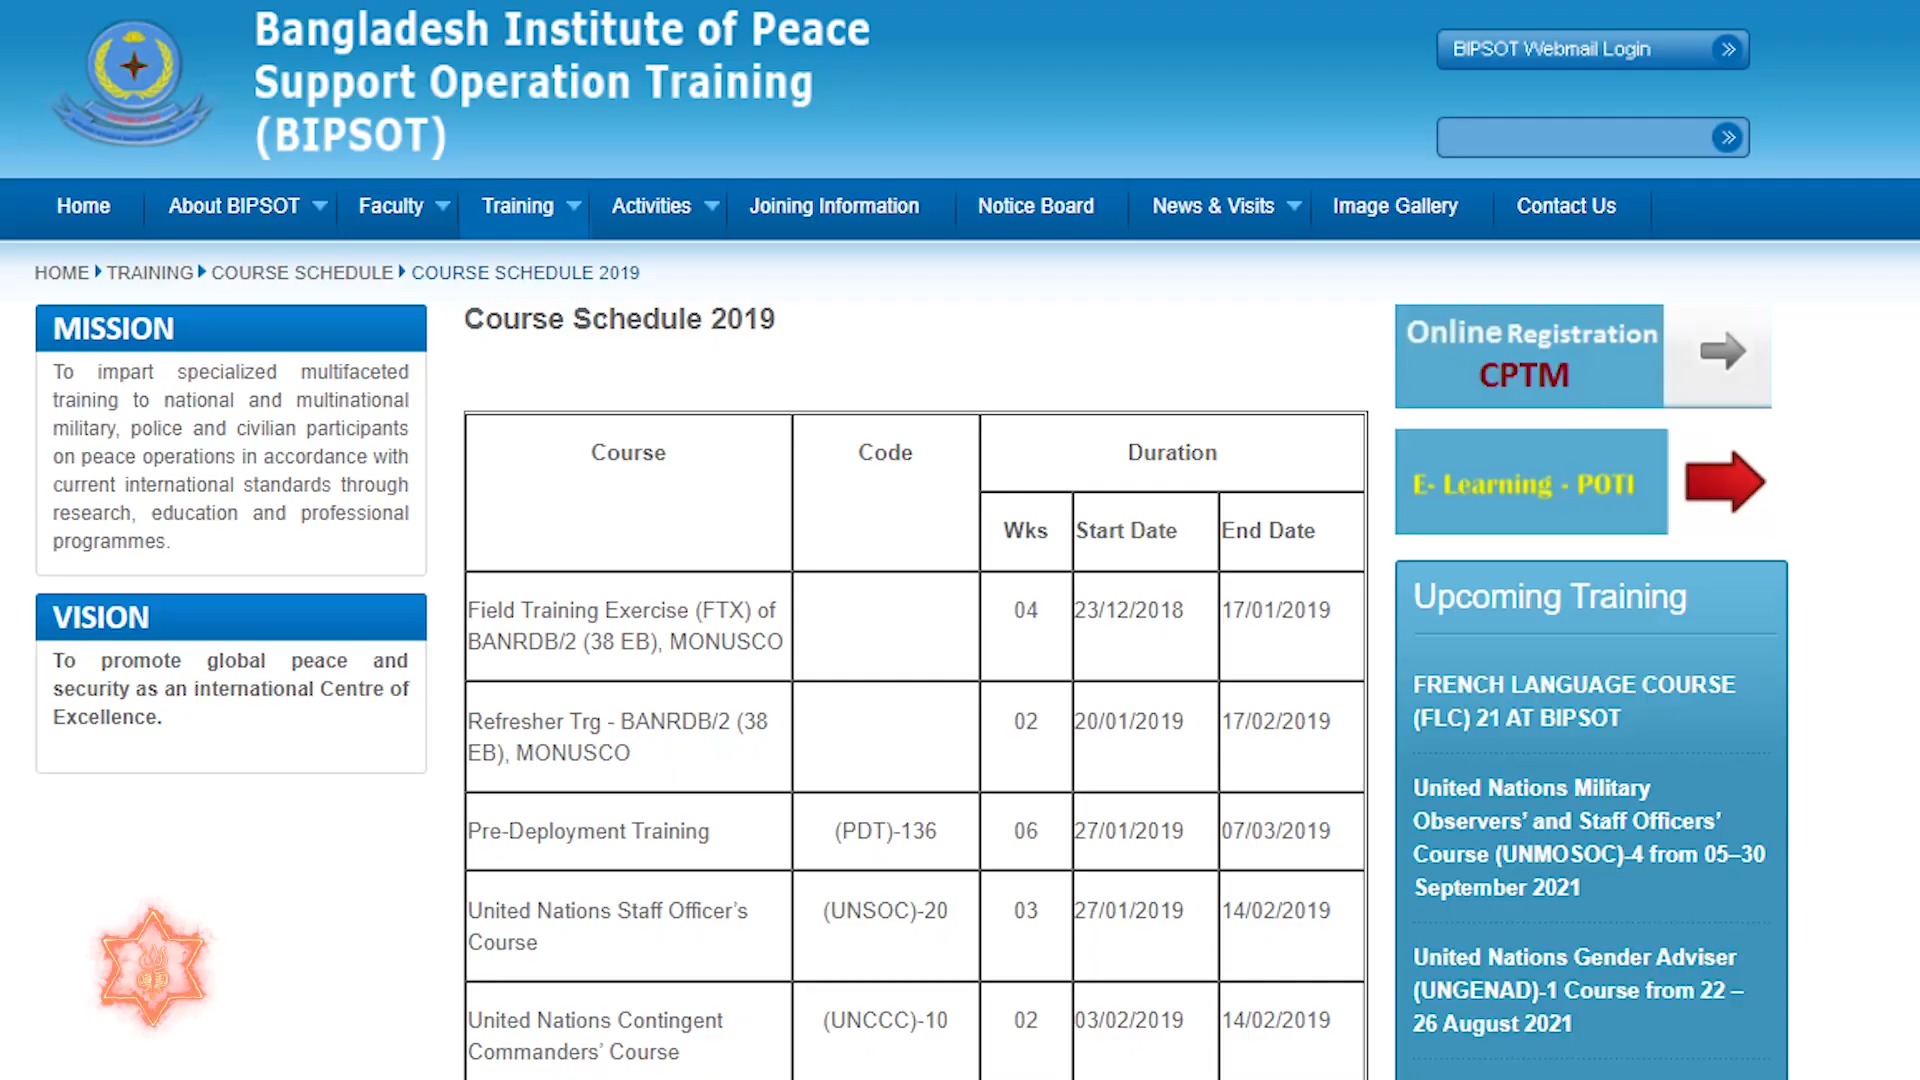 Bangladesh Institute of Peace
Support Operation Training
(BIPSOT)
BIPSOT Webmail Login
Home
About BIPSOT
Faculty
Training
Activities
Joining Information
Notice Board
News & Visits
Image Gallery
Contact Us
HOME TRAINING COURSE SCHEDULE COURSE SCHEDULE 2019
MISSION
To impart specialized multifaceted
training to national and multinational
military, police and civilian participants
on peace operations in accordance with
current international standards through
research, education and professional
programmes.
VISION
To promote global peace and
security as an international Centre of
Excellence.
Course Schedule 2019
Course Code Duration
Wks Start Date End Date
Field Training Exercise (FTX) of
BANRDB/2 (38 EB), MONUSCO
04 23/12/2018 17/01/2019
Refresher Trg - BANRDB/2 (38
EB), MONUSCO
02 20/01/2019 17/02/2019
Pre-Deployment Training (PDT)-136 06 27/01/2019 07/03/2019
United Nations Staff Officer’s
Course
(UNSOC)-20 03 27/01/2019 14/02/2019
United Nations Contingent
Commanders’ Course
(UNCCC)-10 02 03/02/2019 14/02/2019
Online Registration
CPTM
E- Learning - POTI
Upcoming Training
FRENCH LANGUAGE COURSE
(FLC) 21 AT BIPSOT
United Nations Military
Observers’ and Staff Officers’
Course (UNMOSOC)-4 from 05–30
September 2021
United Nations Gender Adviser
(UNGENAD)-1 Course from 22 –
26 August 2021